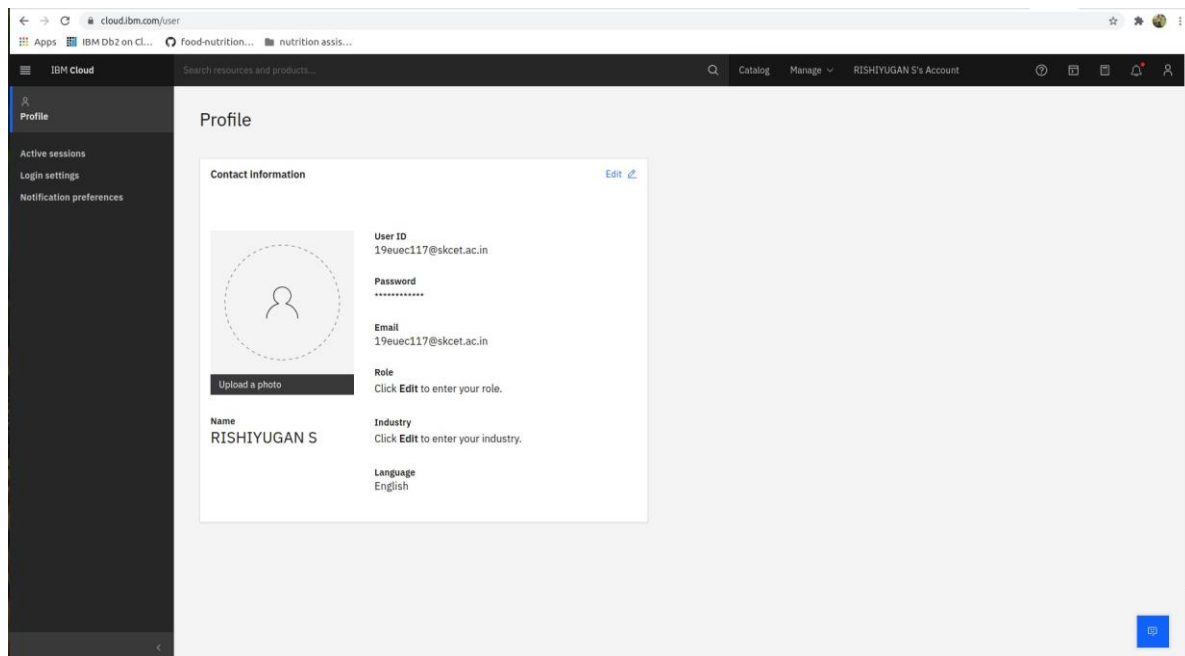 cloud.ibm.com/user
Apps IBM Db2 on Cl... food-nutrition... nutrition assis...
IBM Cloud Search resources and products... Catalog Manage RISHIYUGAN S's Account
Profile
Active sessions
Login settings
Notification preferences
Profile
Contact information Edit
Upload a photo
Name
RISHIYUGAN S
User ID
19euec117@skcet.ac.in
Password
************
Email
19euec117@skcet.ac.in
Role
Click Edit to enter your role.
Industry
Click Edit to enter your industry.
Language
English